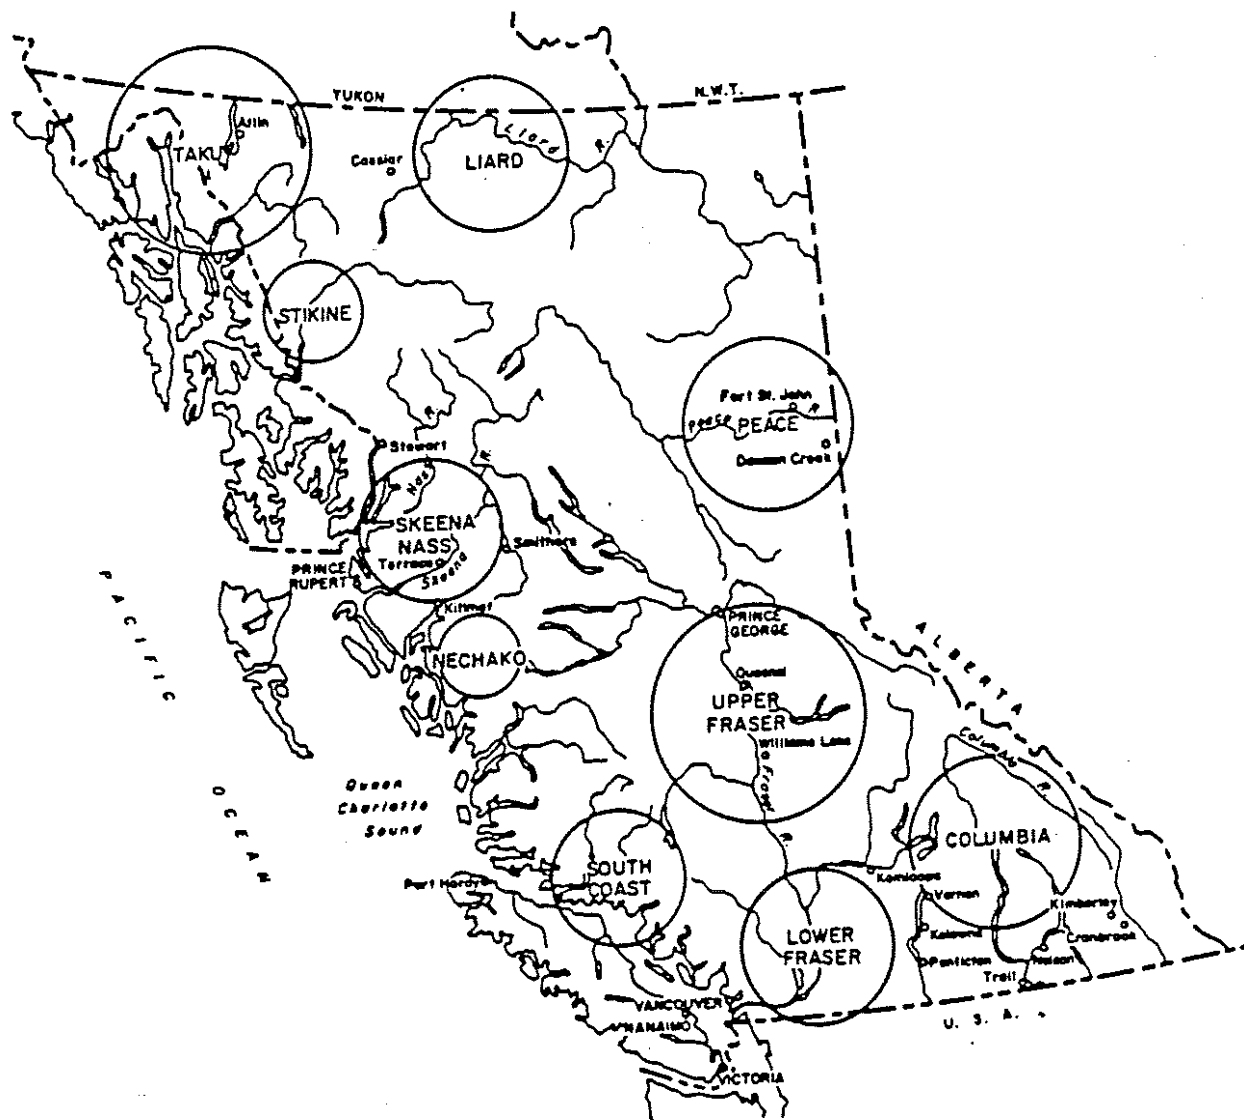 YUKON
N.W.T.
Atlin
TAKU
Cassiar
Liard R.
LIARD
STIKINE
Fort St. John
Peace R.
PEACE
Dawson Creek
Stewart
Nass R.
R.
SKEENA
NASS
Smithers
Terrace
Skeena
PRINCE
RUPERT
Kitimat
NECHAKO
PRINCE
GEORGE
Quesnel
UPPER
FRASER
Williams Lake
Fraser R.
PACIFIC
OCEAN
ALBERTA
Columbia R.
Queen
Charlotte
Sound
COLUMBIA
SOUTH
COAST
Port Hardy
Kamloops
Vernon
Kimberley
Kelowna
Cranbrook
LOWER
FRASER
Penticton
Nelson
Trail
VANCOUVER
NANAIMO
U. S. A.
VICTORIA